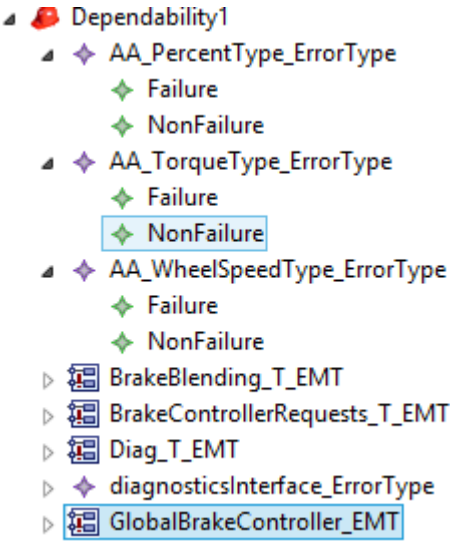 Dependability1
AA_PercentType_ErrorType
Failure
NonFailure
AA_TorqueType_ErrorType
Failure
NonFailure
AA_WheelSpeedType_ErrorType
Failure
NonFailure
BrakeBlending_T_EMT
BrakeControllerRequests_T_EMT
Diag_T_EMT
diagnosticsInterface_ErrorType
GlobalBrakeController_EMT